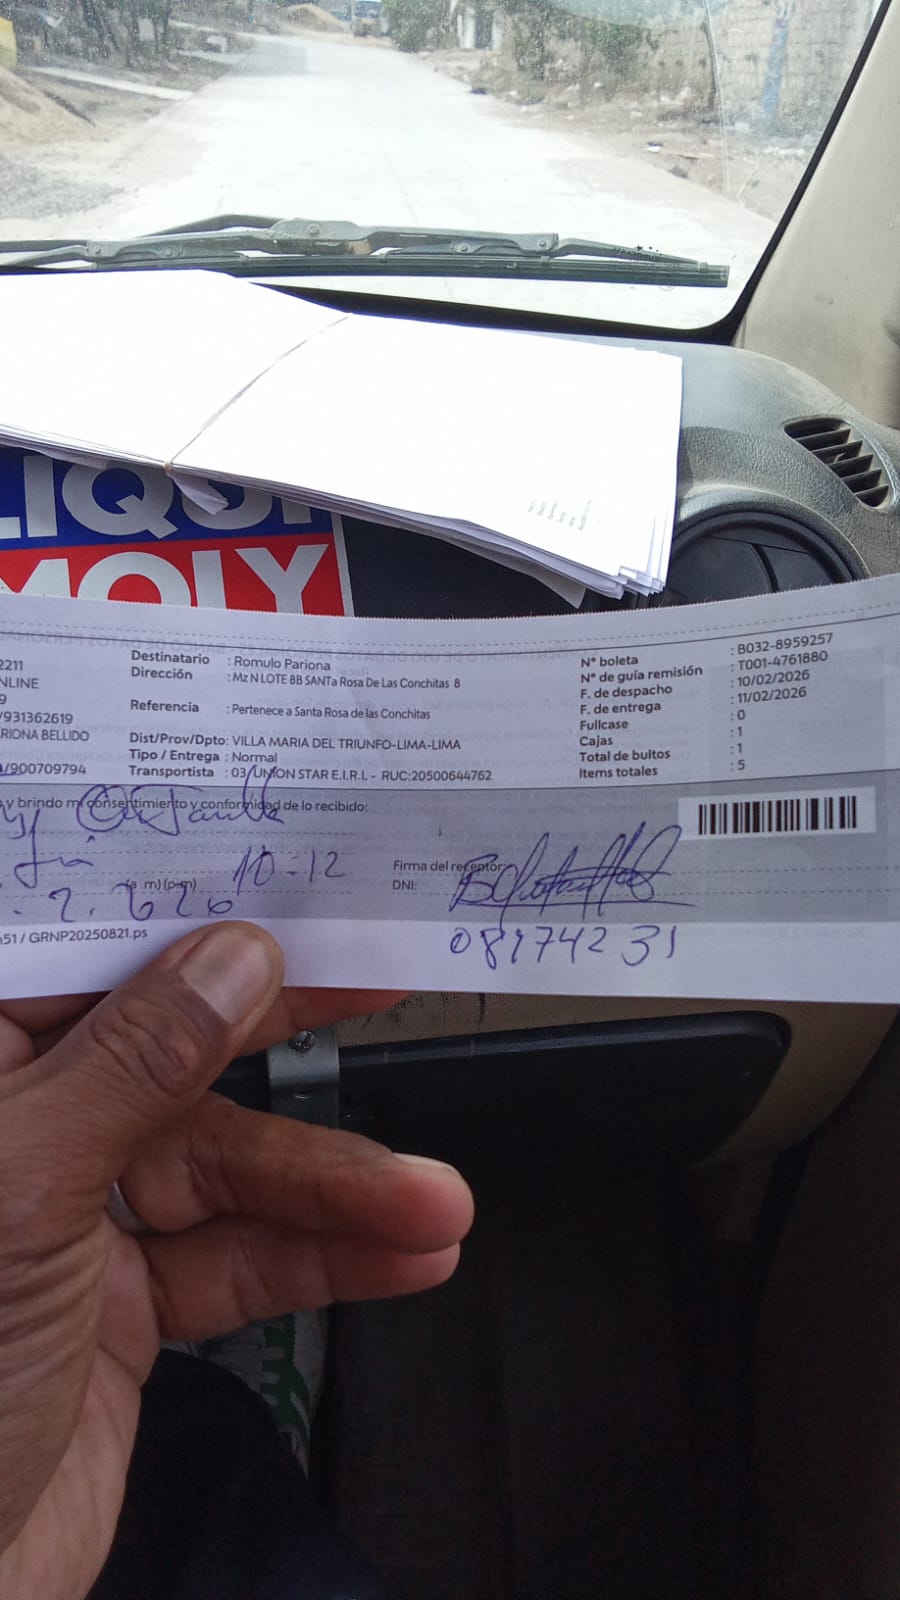 LIQUI
MOLY
2211
NLINE
9
/931362619
RIONA BELLIDO
/900709794
Destinatario : Romulo Pariona
Dirección : Mz N LOTE 8B SANTa Rosa De Las Conchitas 8
Referencia : Pertenece a Santa Rosa de las Conchitas
Dist/Prov/Dpto: VILLA MARIA DEL TRIUNFO-LIMA-LIMA
Tipo / Entrega : Normal
Transportista : 03 UNION STAR E.I.R.L - RUC:20500644762
N° boleta : B032-8959257
N° de guía remisión : T001-4761880
F. de despacho : 10/02/2026
F. de entrega : 11/02/2026
Fullcase : 0
Cajas : 1
Total de bultos : 1
Items totales : 5
y brindo mi consentimiento y conformidad de lo recibido:
10:12
(a.m) (p.m)
Firma del receptor:
DNI:
08974231
51 / GRNP20250821.ps